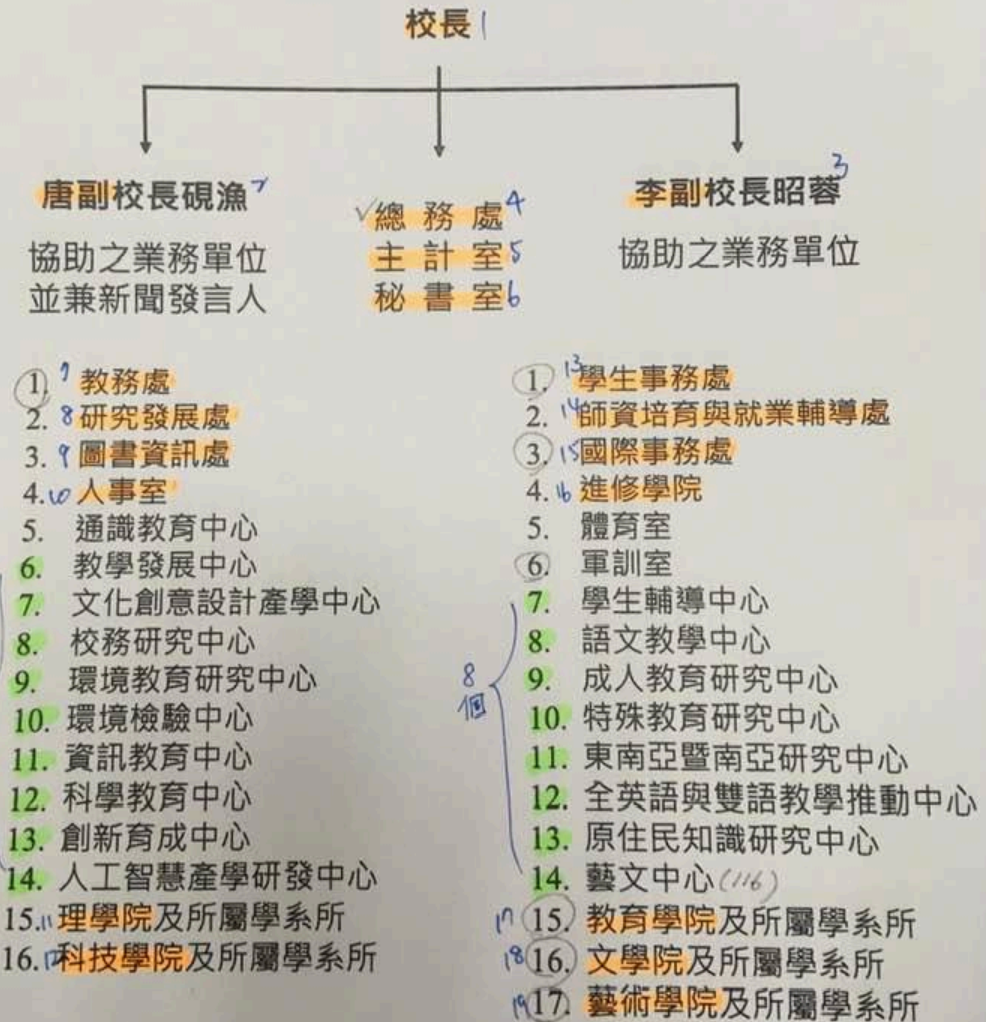 校長 1
唐副校長硯漁 2
協助之業務單位
並兼新聞發言人
✓總務處 4
主計室 5
秘書室 6
李副校長昭蓉 3
協助之業務單位
1. 7 教務處
2. 8 研究發展處
3. 9 圖書資訊處
4. 10 人事室
5. 通識教育中心
6. 教學發展中心
7. 文化創意設計產學中心
8. 校務研究中心
9. 環境教育研究中心
10. 環境檢驗中心
11. 資訊教育中心
12. 科學教育中心
13. 創新育成中心
14. 人工智慧產學研發中心
15. 11 理學院及所屬學系所
16. 12 科技學院及所屬學系所
8個
1. 13 學生事務處
2. 14 師資培育與就業輔導處
3. 15 國際事務處
4. 16 進修學院
5. 體育室
6. 軍訓室
7. 學生輔導中心
8. 語文教學中心
9. 成人教育研究中心
10. 特殊教育研究中心
11. 東南亞暨南亞研究中心
12. 全英語與雙語教學推動中心
13. 原住民知識研究中心
14. 藝文中心(116)
17 15. 教育學院及所屬學系所
18 16. 文學院及所屬學系所
19 17. 藝術學院及所屬學系所